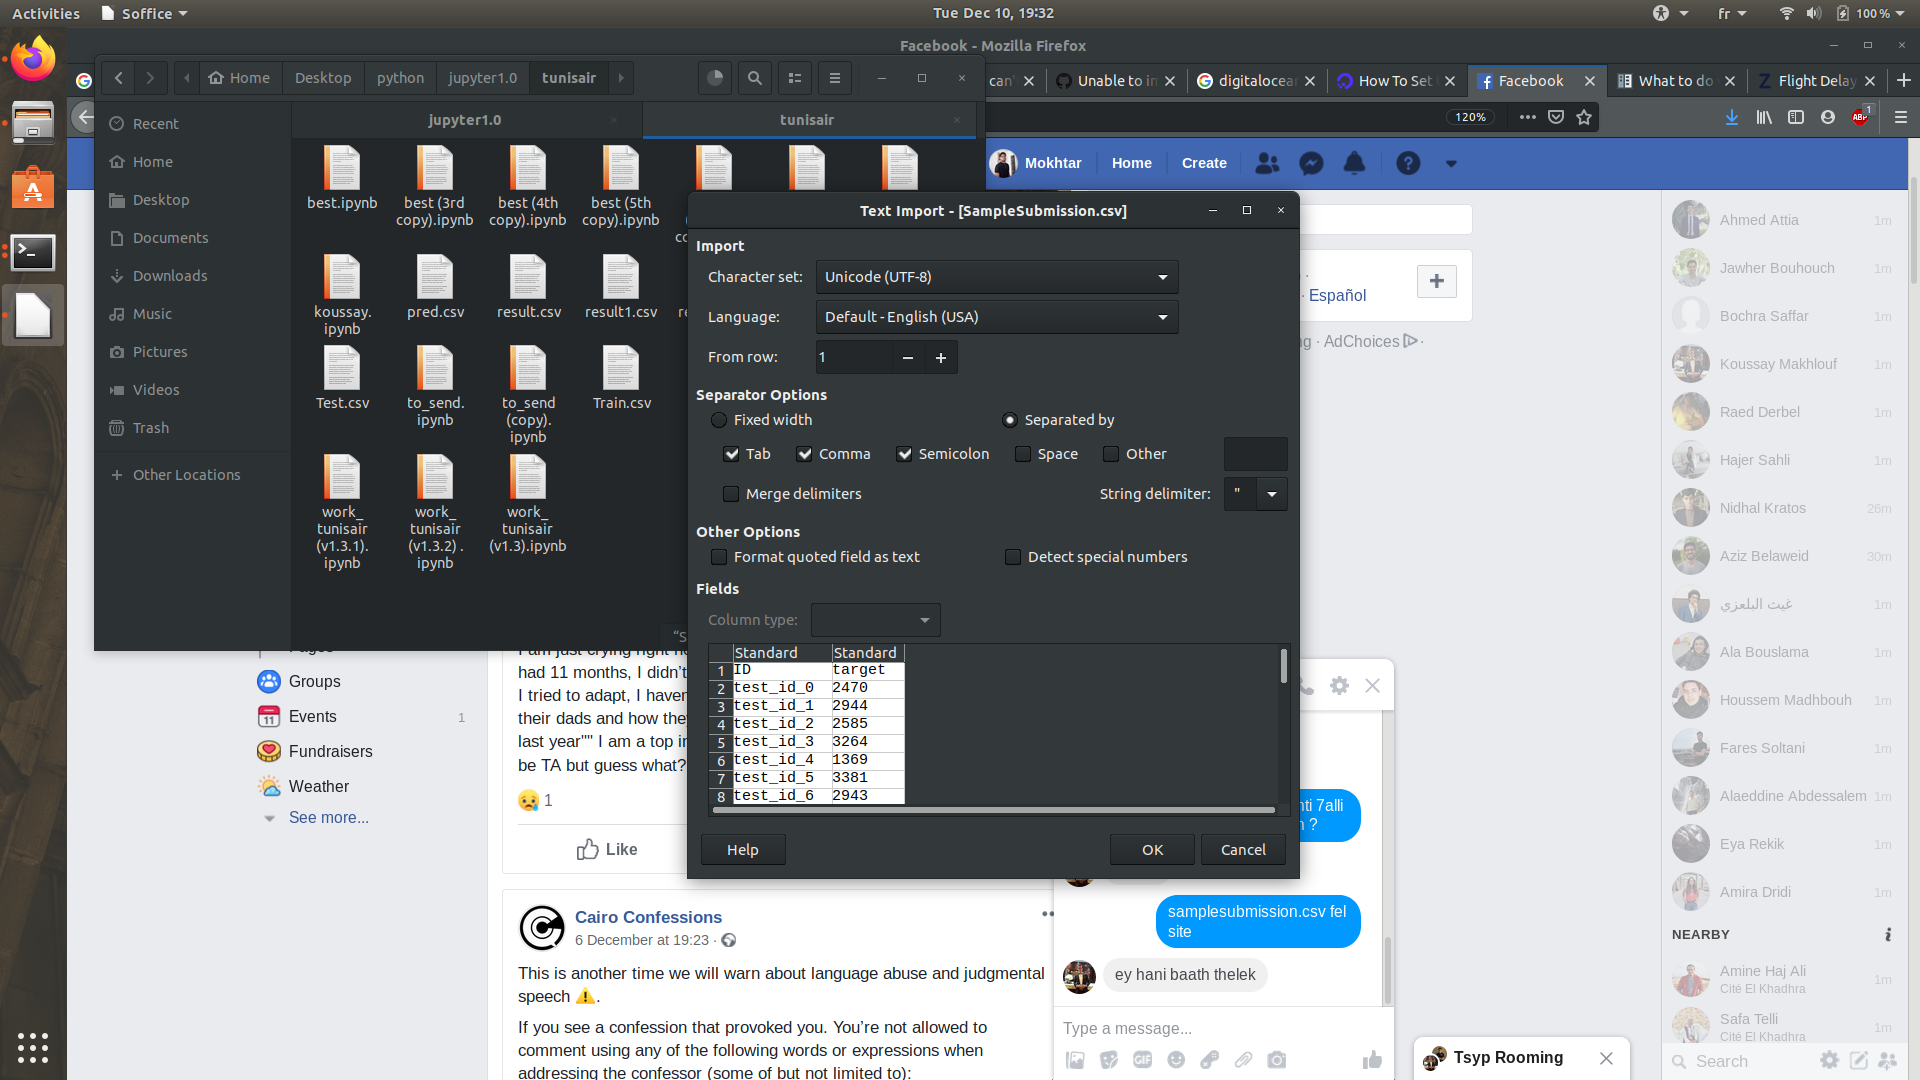 Activities
Soffice
Tue Dec 10, 19:32
fr
100 %
Facebook - Mozilla Firefox
Home
Desktop
python
jupyter1.0
tunisair
can'
Unable to i
digitalocea
How To Set
Facebook
What to do
Flight Delay
120%
ABP
1
jupyter1.0
tunisair
Recent
Home
Desktop
Documents
Downloads
Music
Pictures
Videos
Trash
Other Locations
best.ipynb
best (3rd copy).ipynb
best (4th copy).ipynb
best (5th copy).ipynb
koussay.ipynb
pred.csv
result.csv
result1.csv
Test.csv
to_send.ipynb
to_send (copy).ipynb
Train.csv
work_tunisair (v1.3.1).ipynb
work_tunisair (v1.3.2) .ipynb
work_tunisair (v1.3).ipynb
Mokhtar
Home
Create
Text Import - [SampleSubmission.csv]
Import
Character set: Unicode (UTF-8)
Language: Default - English (USA)
From row: 1
Separator Options
Fixed width
Separated by
Tab
Comma
Semicolon
Space
Other
Merge delimiters
String delimiter: "
Other Options
Format quoted field as text
Detect special numbers
Fields
Column type:
Standard Standard
1 ID target
2 test_id_0 2470
3 test_id_1 2944
4 test_id_2 2585
5 test_id_3 3264
6 test_id_4 1369
7 test_id_5 3381
8 test_id_6 2943
Help
OK
Cancel
· Español
· AdChoices
Groups
Events 1
Fundraisers
Weather
See more...
had 11 months, I didn't
I tried to adapt, I haven
their dads and how they
last year"" I am a top in
be TA but guess what?
1
Like
Cairo Confessions
6 December at 19:23 ·
This is another time we will warn about language abuse and judgmental
speech ⚠.
If you see a confession that provoked you. You're not allowed to
comment using any of the following words or expressions when
addressing the confessor (some of but not limited to):
7alli
?
samplesubmission.csv fel
site
ey hani baath thelek
Type a message...
GIF
Tsyp Rooming
Ahmed Attia 1m
Jawher Bouhouch 1m
Bochra Saffar 1m
Koussay Makhlouf 1m
Raed Derbel 1m
Hajer Sahli 1m
Nidhal Kratos 26m
Aziz Belaweid 30m
غيث البلعزي 1m
Ala Bouslama 1m
Houssem Madhbouh 1m
Fares Soltani 1m
Alaeddine Abdessalem 1m
Eya Rekik 1m
Amira Dridi 1m
NEARBY
Amine Haj Ali 1m
Cité El Khadhra
Safa Telli 1m
Cité El Khadhra
Search